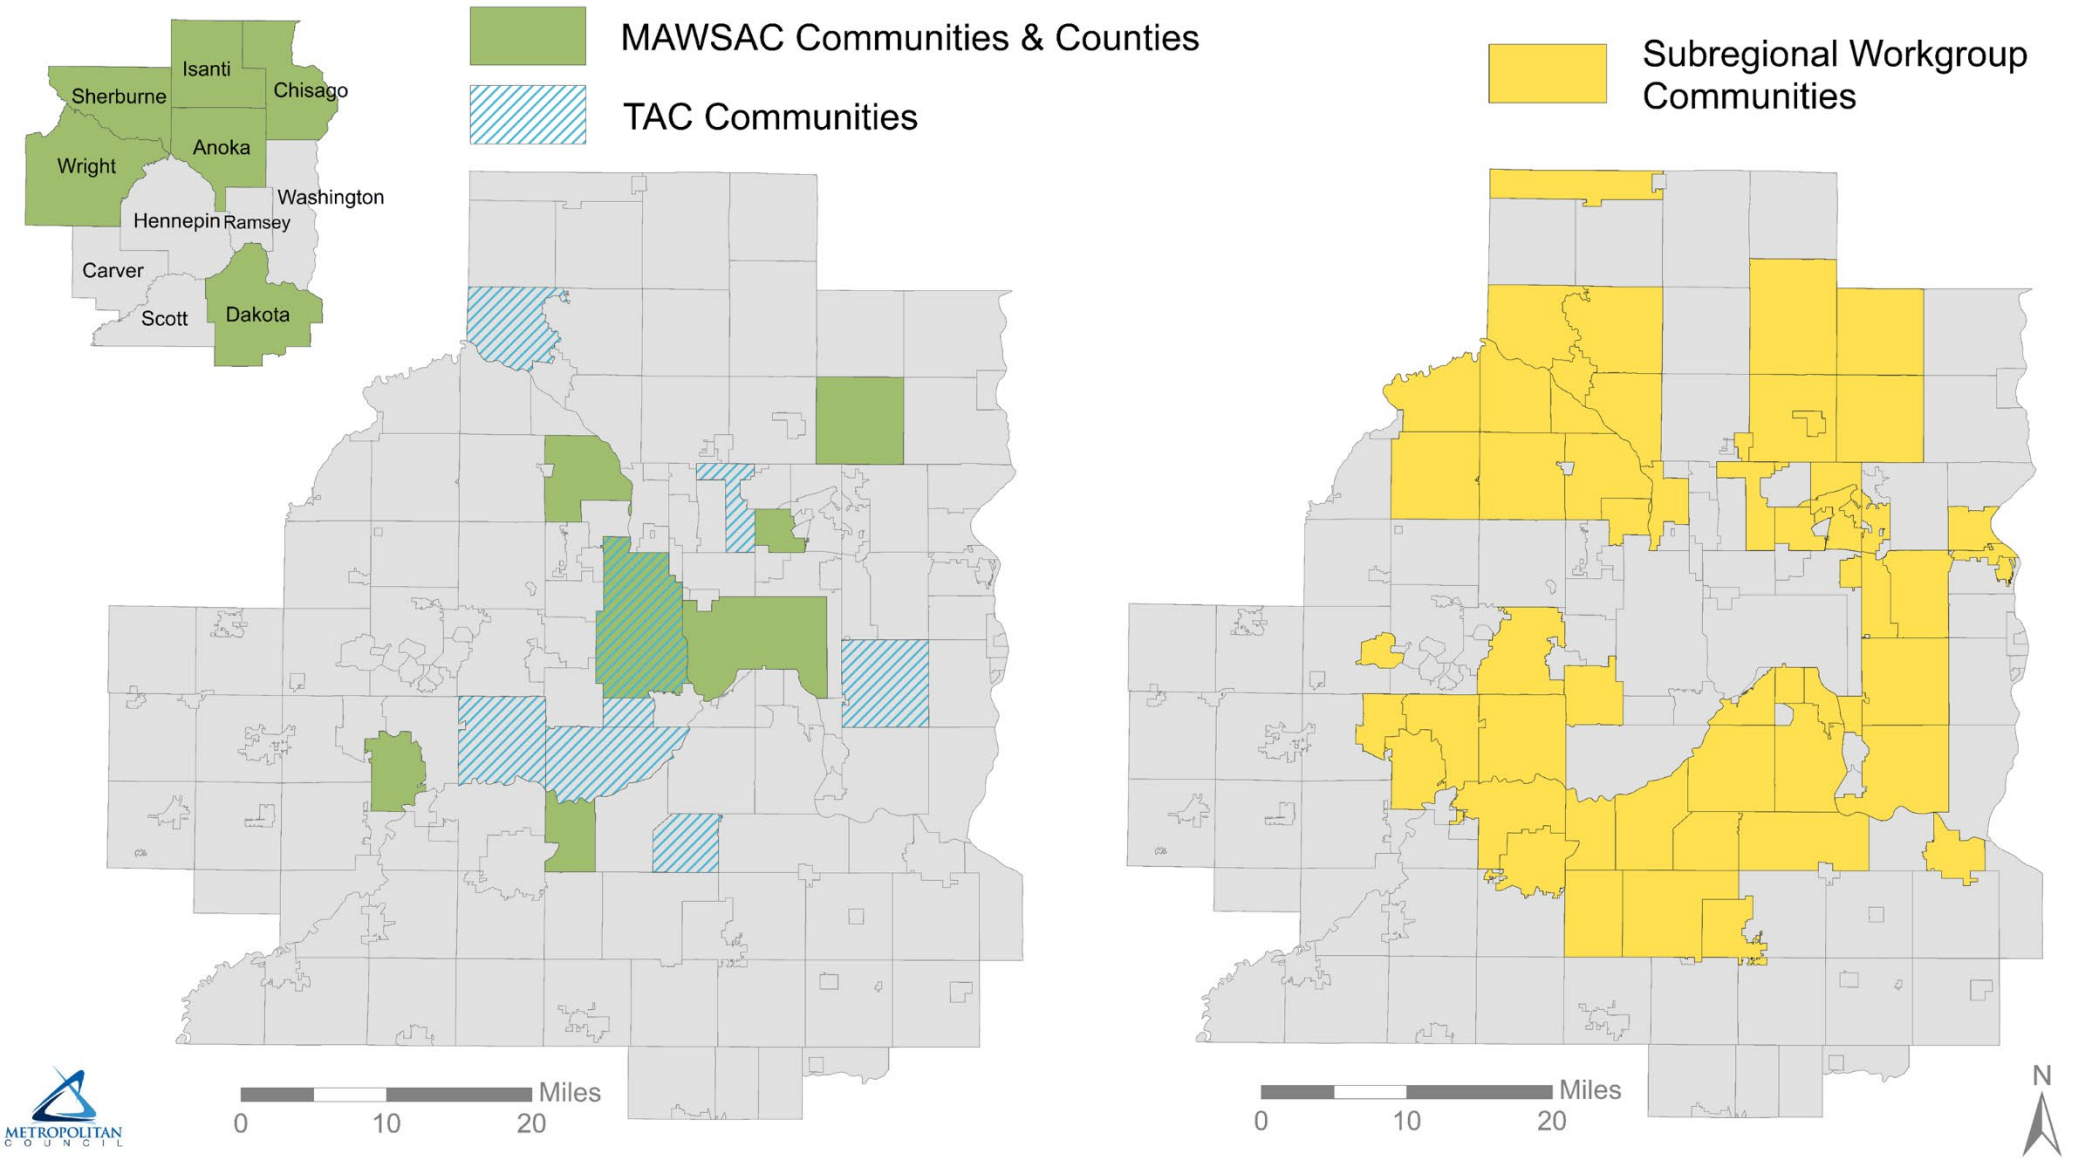 MAWSAC Communities & Counties
TAC Communities
Subregional Workgroup
Communities
Isanti
Sherburne
Chisago
Anoka
Wright
Washington
Hennepin
Ramsey
Carver
Scott
Dakota
Miles
0 10 20
Miles
0 10 20
N
METROPOLITAN
COUNCIL